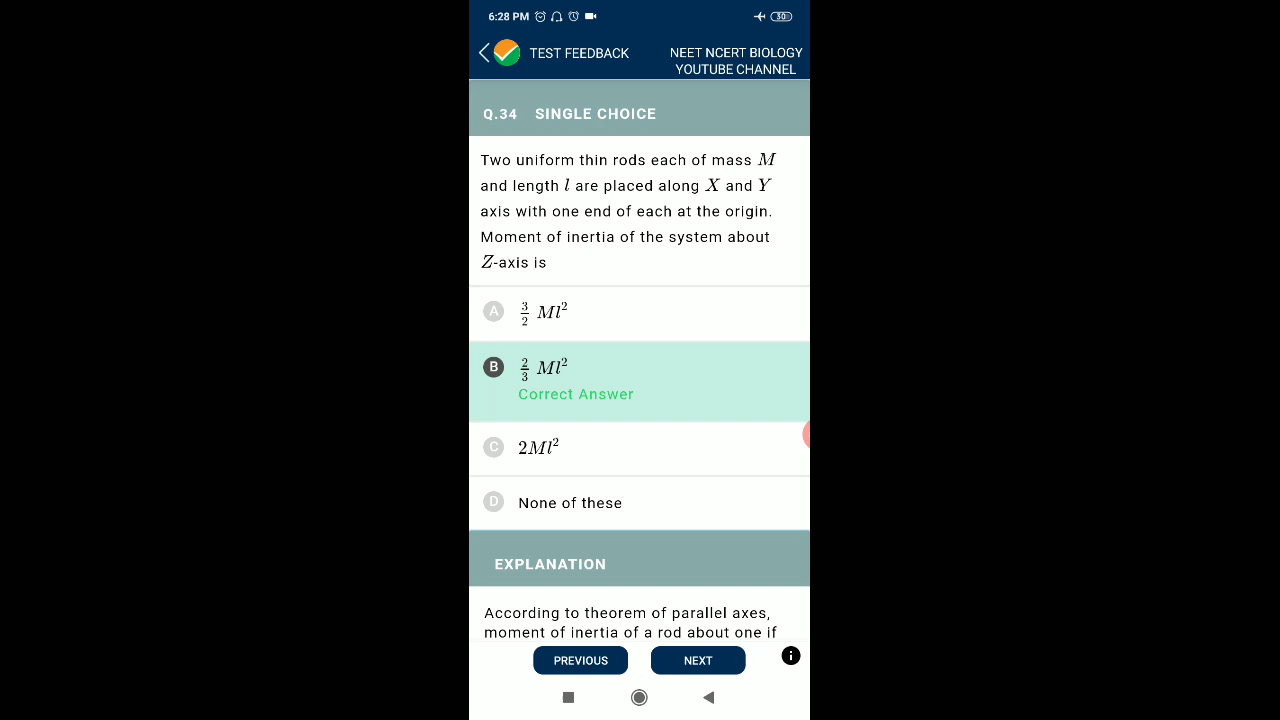 6:28 PM 30
TEST FEEDBACK
NEET NCERT BIOLOGY
YOUTUBE CHANNEL
Q.34 SINGLE CHOICE
Two uniform thin rods each of mass M
and length l are placed along X and Y
axis with one end of each at the origin.
Moment of inertia of the system about
Z-axis is
A 3/2 Ml²
B 2/3 Ml²
Correct Answer
C 2Ml²
D None of these
EXPLANATION
According to theorem of parallel axes,
moment of inertia of a rod about one if
PREVIOUS NEXT i